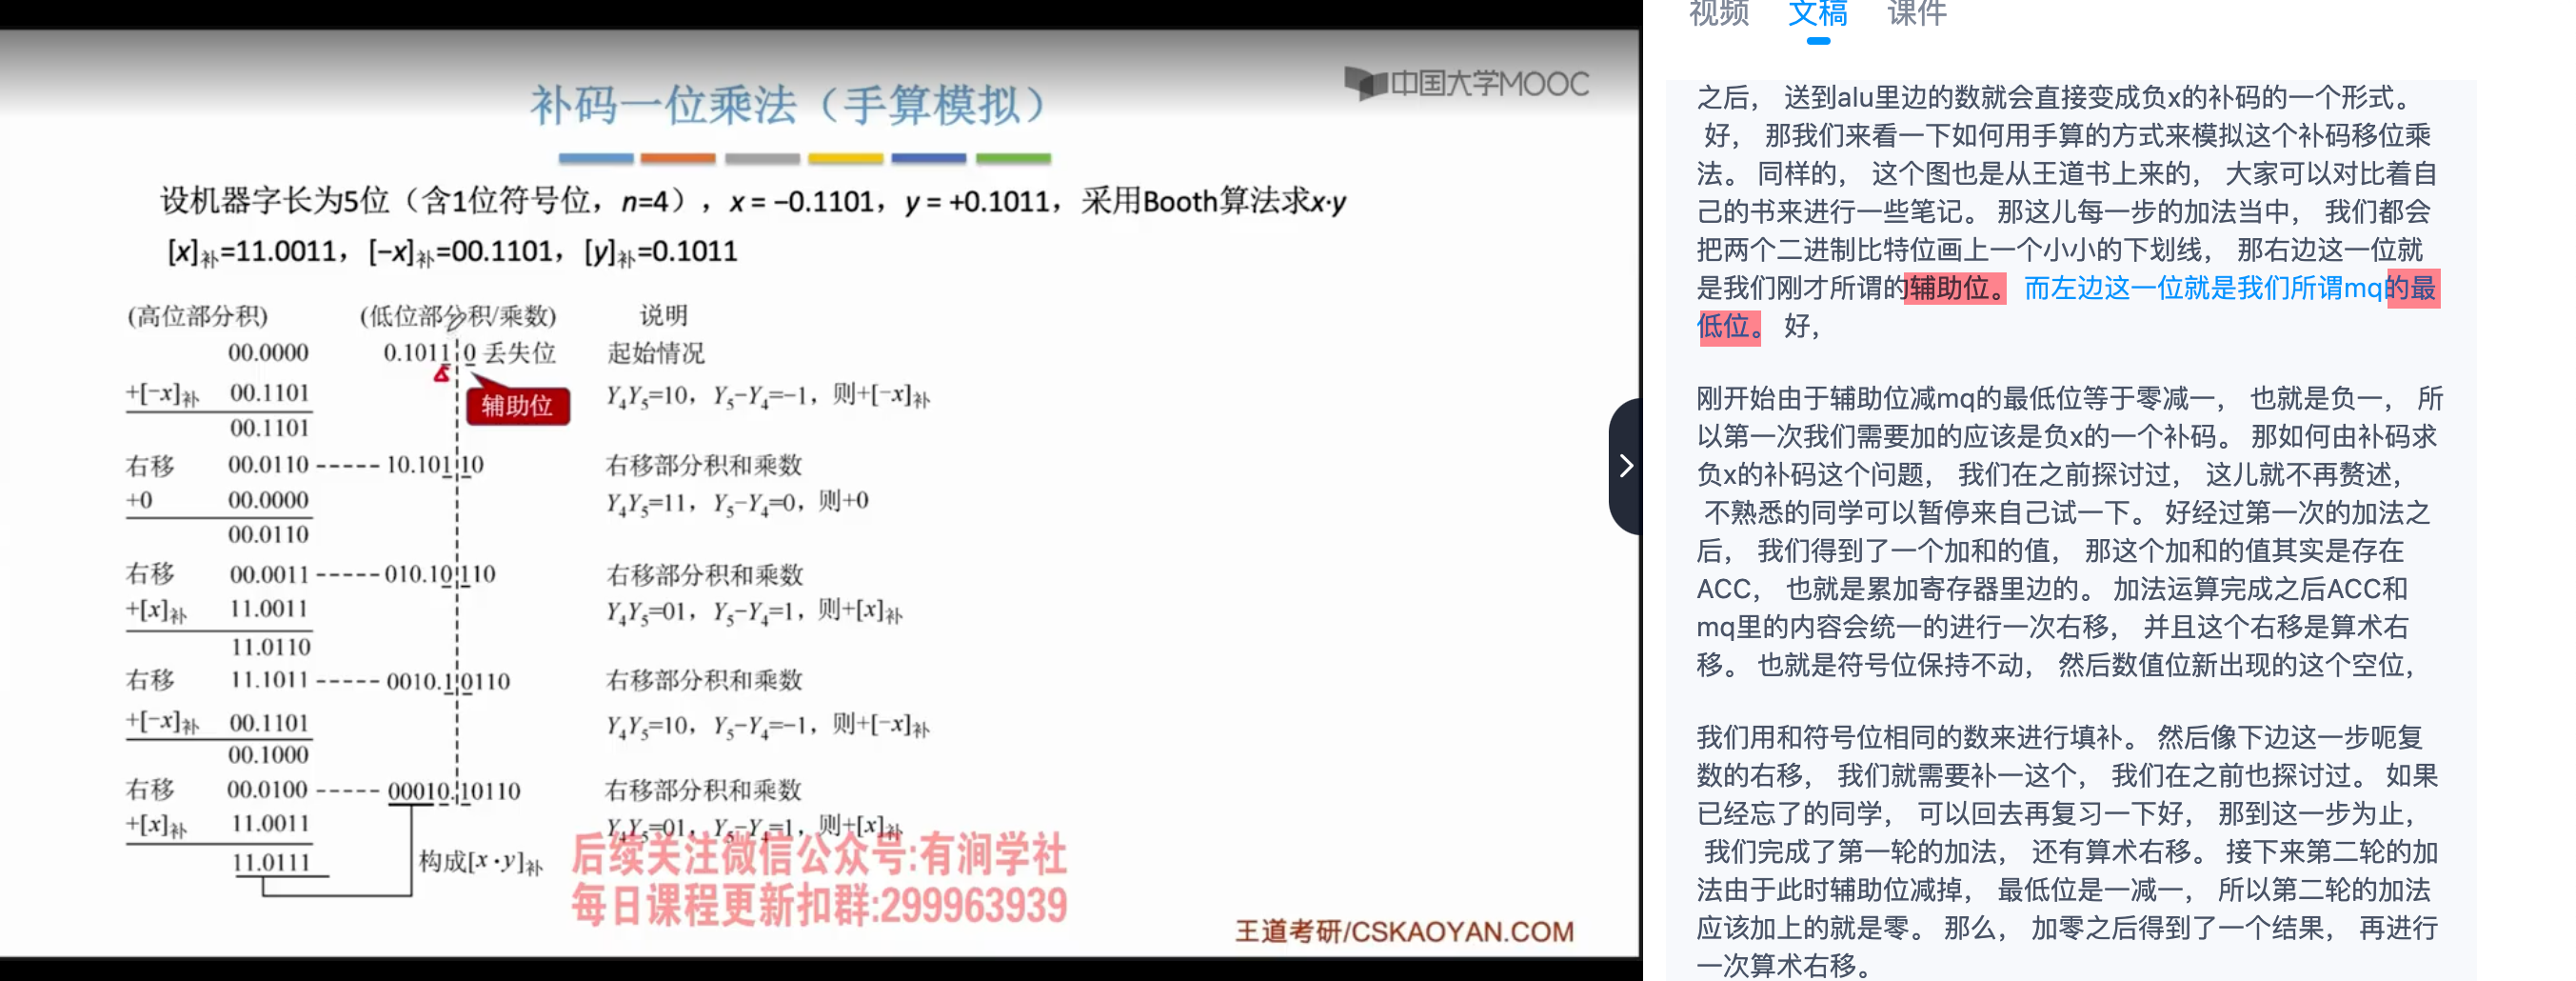 中国大学MOOC
补码一位乘法（手算模拟）
设机器字长为5位（含1位符号位，n=4），x = −0.1101，y = +0.1011，采用Booth算法求x·y
[x]补=11.0011，[−x]补=00.1101，[y]补=0.1011
(高位部分积) (低位部分积/乘数) 说明
00.0000 0.1011 0 丢失位 起始情况
辅助位
+[−x]补 00.1101 Y4Y5=10，Y5−Y4=−1，则+[−x]补
00.1101
右移 00.0110 ----- 10.101 10 右移部分积和乘数
+0 00.0000 Y4Y5=11，Y5−Y4=0，则+0
00.0110
右移 00.0011 ----- 010.10 110 右移部分积和乘数
+[x]补 11.0011 Y4Y5=01，Y5−Y4=1，则+[x]补
11.0110
右移 11.1011 ----- 0010.1 0110 右移部分积和乘数
+[−x]补 00.1101 Y4Y5=10，Y5−Y4=−1，则+[−x]补
00.1000
右移 00.0100 ----- 00010. 10110 右移部分积和乘数
+[x]补 11.0011 Y4Y5=01，Y5−Y4=1，则+[x]补
11.0111 构成[x·y]补
后续关注微信公众号:有涧学社
每日课程更新扣群:299963939
王道考研/CSKAOYAN.COM
视频 文稿 课件
之后， 送到alu里边的数就会直接变成负x的补码的一个形式。
好， 那我们来看一下如何用手算的方式来模拟这个补码移位乘
法。 同样的， 这个图也是从王道书上来的， 大家可以对比着自
己的书来进行一些笔记。 那这儿每一步的加法当中， 我们都会
把两个二进制比特位画上一个小小的下划线， 那右边这一位就
是我们刚才所谓的辅助位。 而左边这一位就是我们所谓mq的最
低位。 好，
刚开始由于辅助位减mq的最低位等于零减一， 也就是负一， 所
以第一次我们需要加的应该是负x的一个补码。 那如何由补码求
负x的补码这个问题， 我们在之前探讨过， 这儿就不再赘述，
不熟悉的同学可以暂停来自己试一下。 好经过第一次的加法之
后， 我们得到了一个加和的值， 那这个加和的值其实是存在
ACC， 也就是累加寄存器里边的。 加法运算完成之后ACC和
mq里的内容会统一的进行一次右移， 并且这个右移是算术右
移。 也就是符号位保持不动， 然后数值位新出现的这个空位，
我们用和符号位相同的数来进行填补。 然后像下边这一步呃复
数的右移， 我们就需要补一这个， 我们在之前也探讨过。 如果
已经忘了的同学， 可以回去再复习一下好， 那到这一步为止，
我们完成了第一轮的加法， 还有算术右移。 接下来第二轮的加
法由于此时辅助位减掉， 最低位是一减一， 所以第二轮的加法
应该加上的就是零。 那么， 加零之后得到了一个结果， 再进行
一次算术右移。